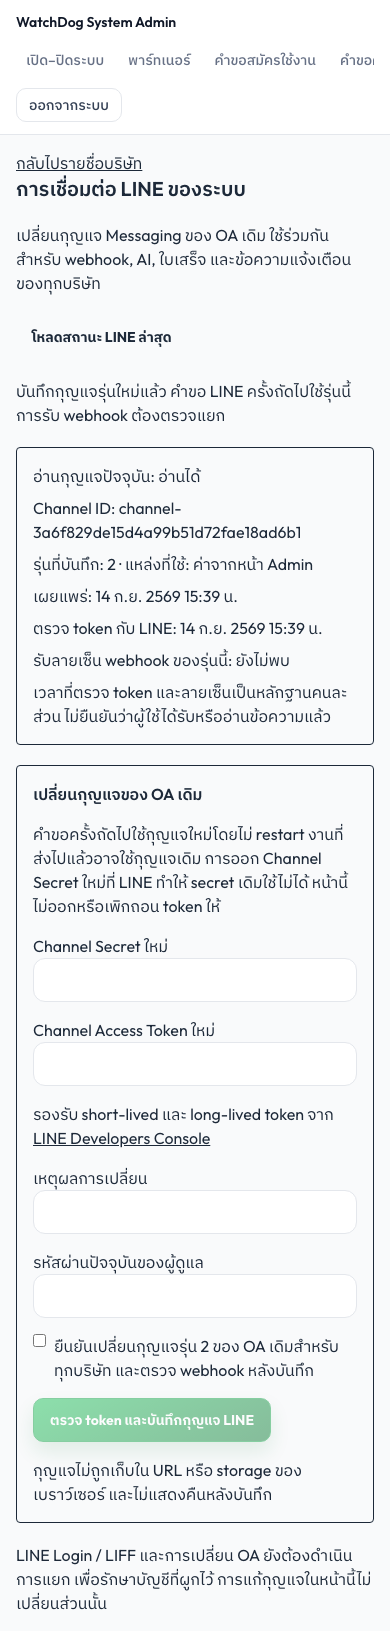 WatchDog System Admin
เปิด–ปิดระบบ พาร์ทเนอร์ คำขอสมัครใช้งาน คำขอ
ออกจากระบบ
กลับไปรายชื่อบริษัท
การเชื่อมต่อ LINE ของระบบ
เปลี่ยนกุญแจ Messaging ของ OA เดิม ใช้ร่วมกัน
สำหรับ webhook, AI, ใบเสร็จ และข้อความแจ้งเตือน
ของทุกบริษัท
โหลดสถานะ LINE ล่าสุด
บันทึกกุญแจรุ่นใหม่แล้ว คำขอ LINE ครั้งถัดไปใช้รุ่นนี้
การรับ webhook ต้องตรวจแยก
อ่านกุญแจปัจจุบัน: อ่านได้
Channel ID: channel-
3a6f829de15d4a99b51d72fae18ad6b1
รุ่นที่บันทึก: 2 · แหล่งที่ใช้: ค่าจากหน้า Admin
เผยแพร่: 14 ก.ย. 2569 15:39 น.
ตรวจ token กับ LINE: 14 ก.ย. 2569 15:39 น.
รับลายเซ็น webhook ของรุ่นนี้: ยังไม่พบ
เวลาที่ตรวจ token และลายเซ็นเป็นหลักฐานคนละ
ส่วน ไม่ยืนยันว่าผู้ใช้ได้รับหรืออ่านข้อความแล้ว
เปลี่ยนกุญแจของ OA เดิม
คำขอครั้งถัดไปใช้กุญแจใหม่โดยไม่ restart งานที่
ส่งไปแล้วอาจใช้กุญแจเดิม การออก Channel
Secret ใหม่ที่ LINE ทำให้ secret เดิมใช้ไม่ได้ หน้านี้
ไม่ออกหรือเพิกถอน token ให้
Channel Secret ใหม่
Channel Access Token ใหม่
รองรับ short-lived และ long-lived token จาก
LINE Developers Console
เหตุผลการเปลี่ยน
รหัสผ่านปัจจุบันของผู้ดูแล
ยืนยันเปลี่ยนกุญแจรุ่น 2 ของ OA เดิมสำหรับ
ทุกบริษัท และตรวจ webhook หลังบันทึก
ตรวจ token และบันทึกกุญแจ LINE
กุญแจไม่ถูกเก็บใน URL หรือ storage ของ
เบราว์เซอร์ และไม่แสดงคืนหลังบันทึก
LINE Login / LIFF และการเปลี่ยน OA ยังต้องดำเนิน
การแยก เพื่อรักษาบัญชีที่ผูกไว้ การแก้กุญแจในหน้านี้ไม่
เปลี่ยนส่วนนั้น